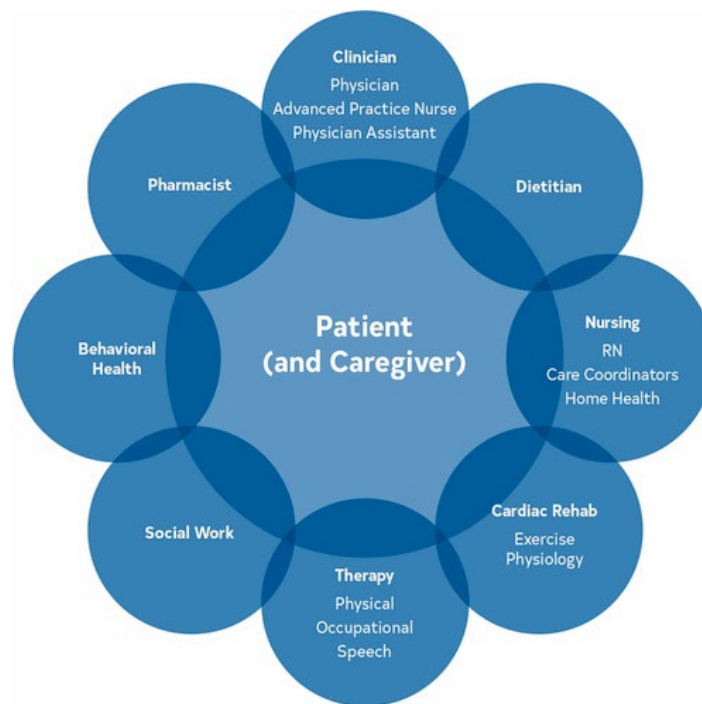 Clinician
Physician
Advanced Practice Nurse
Physician Assistant
Pharmacist
Dietitian
Patient
(and Caregiver)
Behavioral
Health
Nursing
RN
Care Coordinators
Home Health
Social Work
Cardiac Rehab
Exercise
Physiology
Therapy
Physical
Occupational
Speech